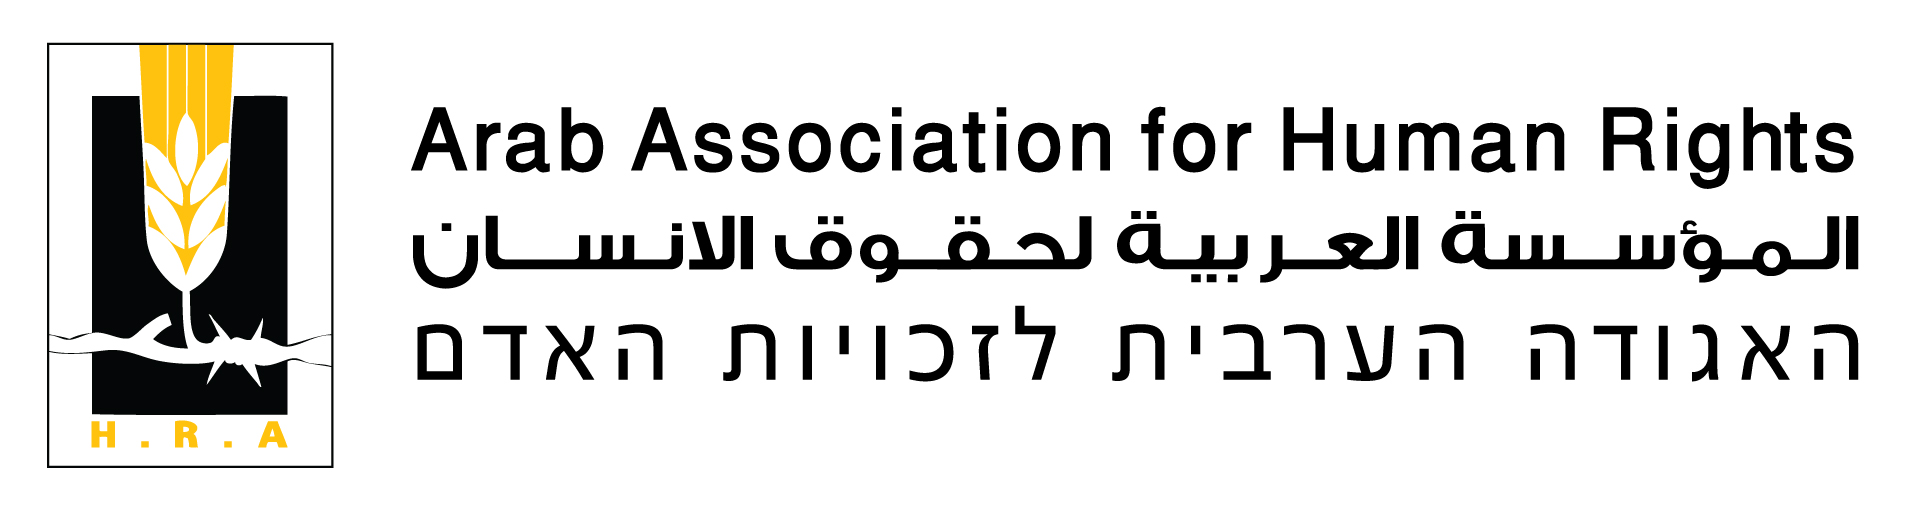 Arab Association for Human Rights
المؤسسة العربية لحقوق الانسان
האגודה הערבית לזכויות האדם
H.R.A